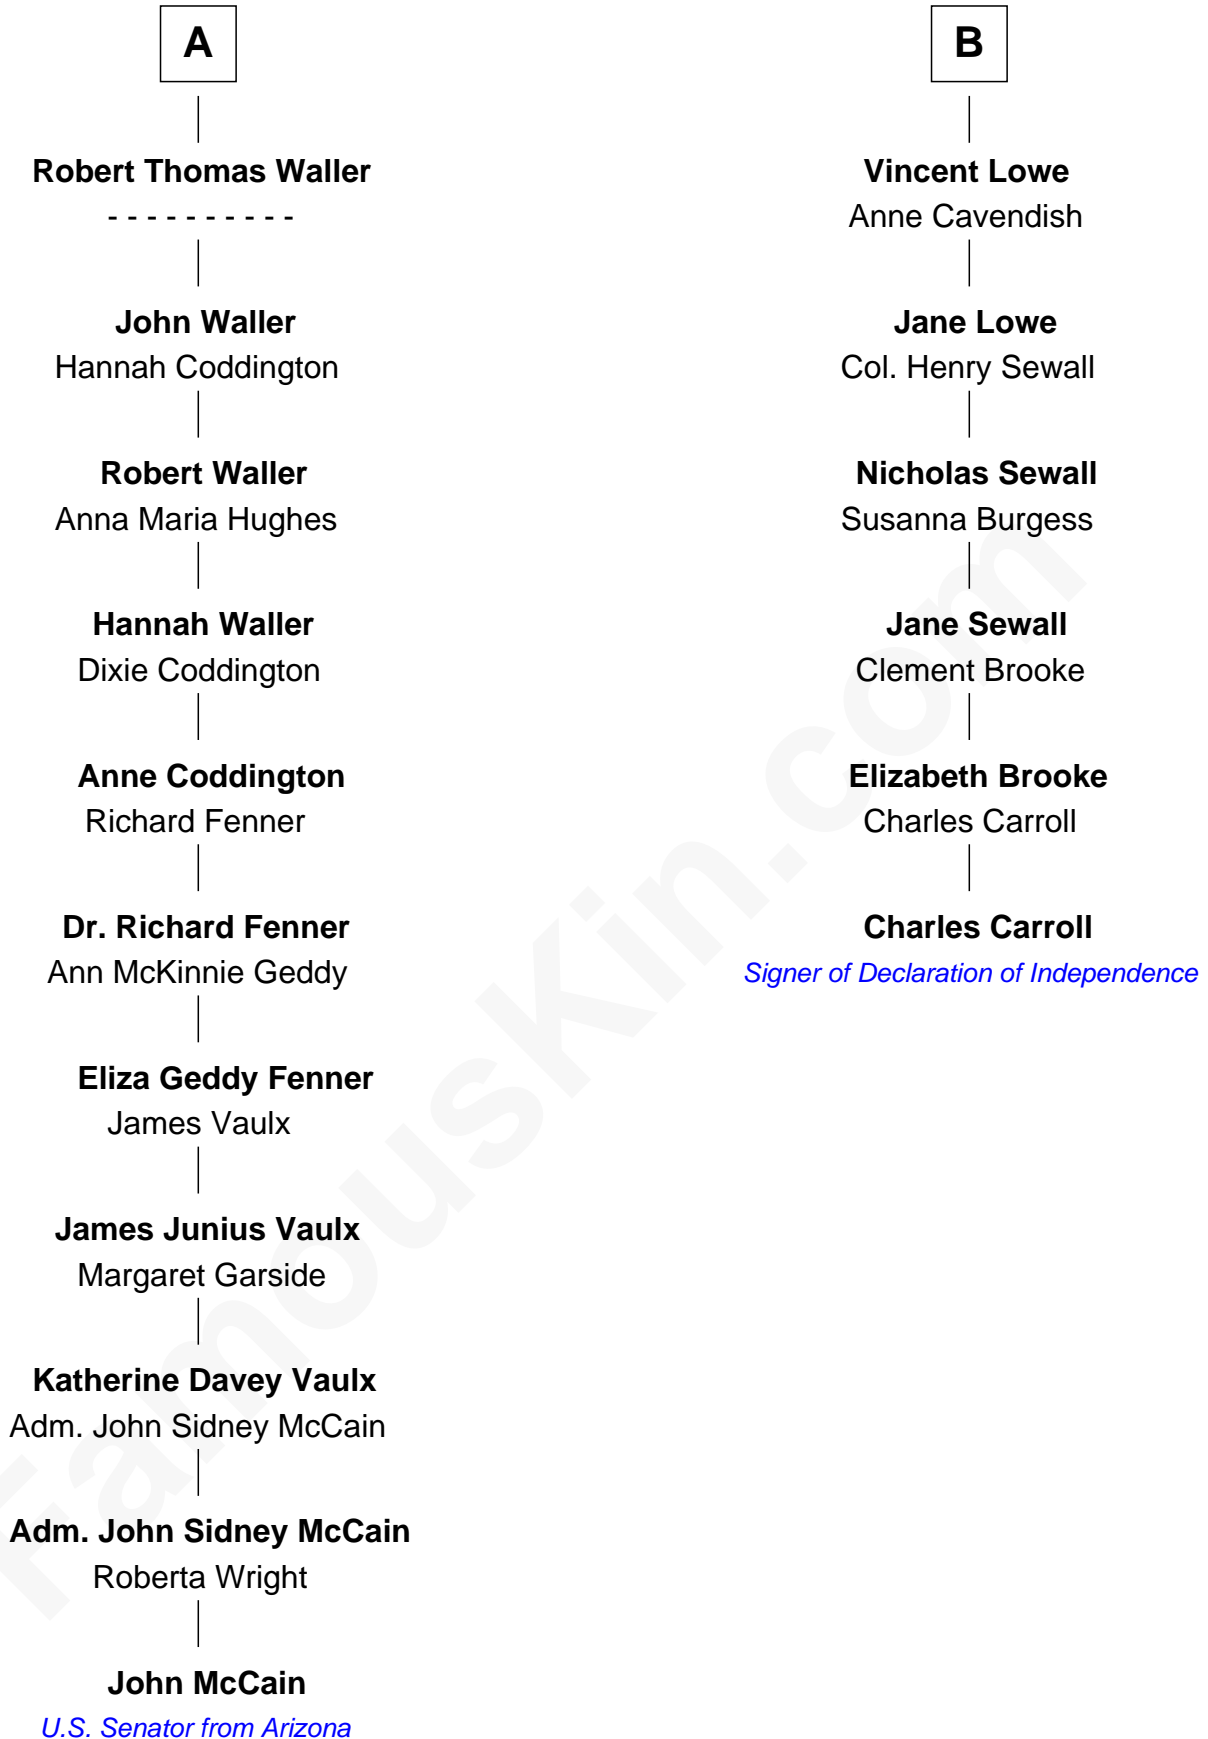 A
Robert Thomas Waller
- - - - - - - - - -
John Waller
Hannah Coddington
Robert Waller
Anna Maria Hughes
Hannah Waller
Dixie Coddington
Anne Coddington
Richard Fenner
Dr. Richard Fenner
Ann McKinnie Geddy
Eliza Geddy Fenner
James Vaulx
James Junius Vaulx
Margaret Garside
Katherine Davey Vaulx
Adm. John Sidney McCain
Adm. John Sidney McCain
Roberta Wright
John McCain
U.S. Senator from Arizona
B
Vincent Lowe
Anne Cavendish
Jane Lowe
Col. Henry Sewall
Nicholas Sewall
Susanna Burgess
Jane Sewall
Clement Brooke
Elizabeth Brooke
Charles Carroll
Charles Carroll
Signer of Declaration of Independence
FamousKin.com